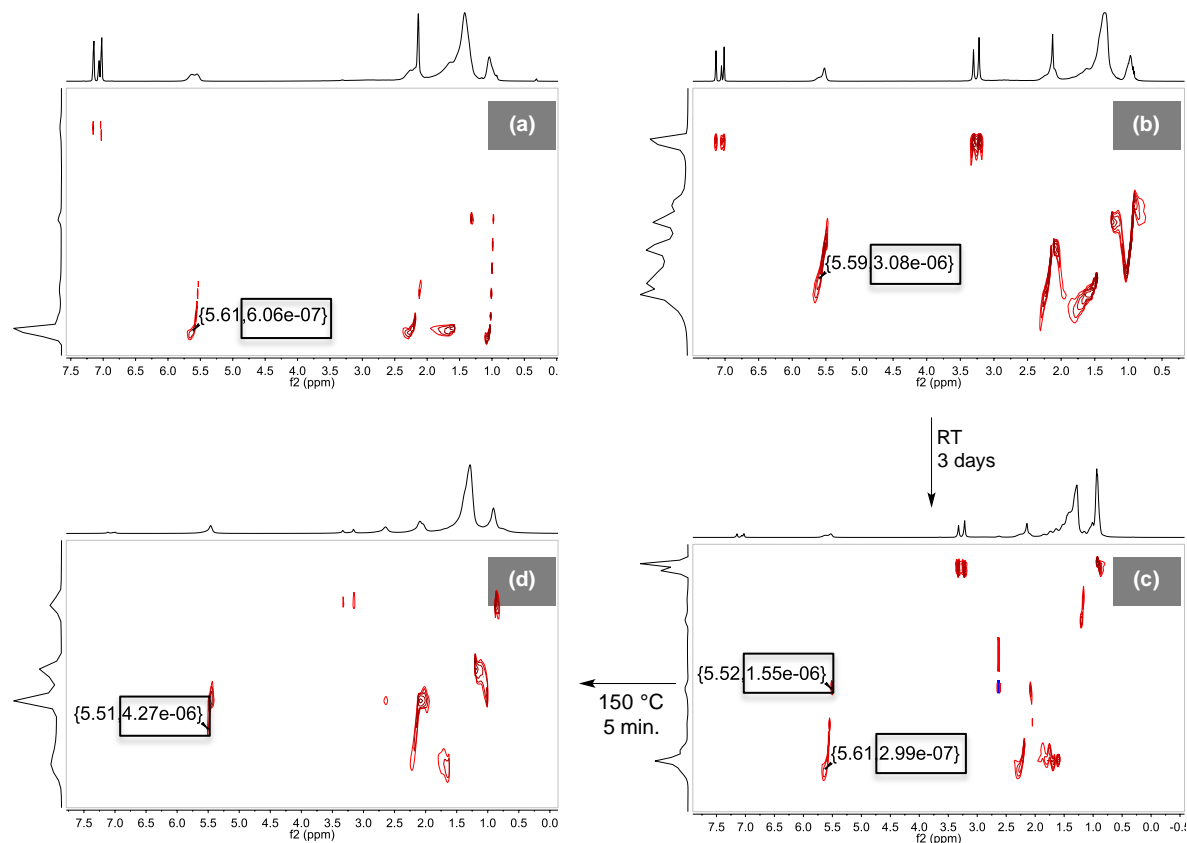 (a)
{5.61,6.06e-07}
7.5 7.0 6.5 6.0 5.5 5.0 4.5 4.0 3.5 3.0 2.5 2.0 1.5 1.0 0.5 0.0
f2 (ppm)
(b)
{5.59,3.08e-06}
7.5 7.0 6.5 6.0 5.5 5.0 4.5 4.0 3.5 3.0 2.5 2.0 1.5 1.0 0.5
f2 (ppm)
RT
3 days
(d)
{5.51,4.27e-06}
7.5 7.0 6.5 6.0 5.5 5.0 4.5 4.0 3.5 3.0 2.5 2.0 1.5 1.0 0.5 0.0
f2 (ppm)
150 °C
5 min.
(c)
{5.52,1.55e-06}
{5.61,2.99e-07}
7.5 7.0 6.5 6.0 5.5 5.0 4.5 4.0 3.5 3.0 2.5 2.0 1.5 1.0 0.5 0.0 -0.5
f2 (ppm)